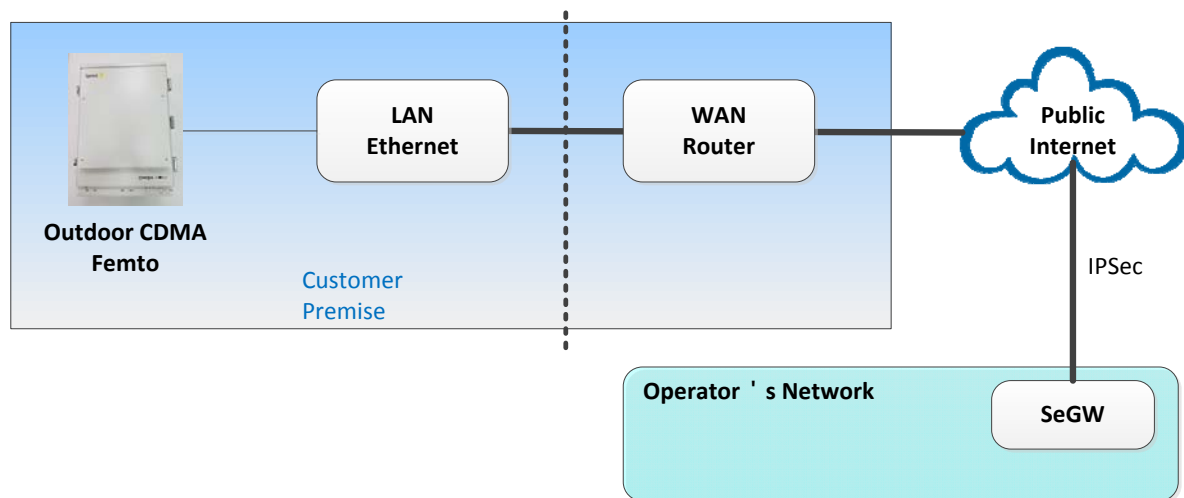 LAN
Ethernet
WAN
Router
Public
Internet
Outdoor CDMA
Femto
Customer
Premise
IPSec
Operator ' s Network
SeGW